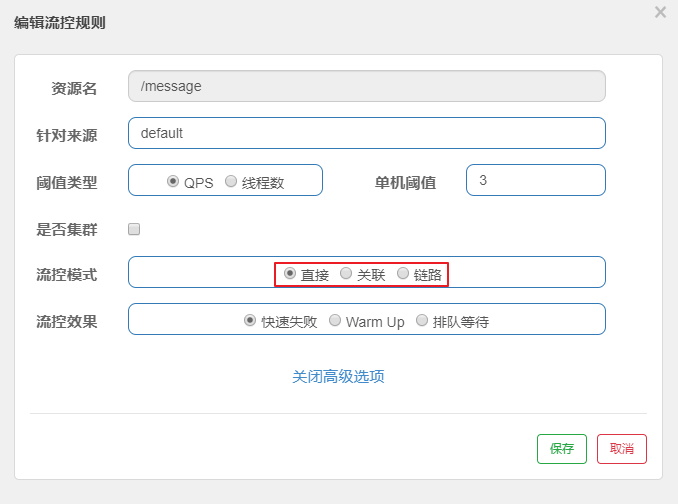 编辑流控规则 ×
资源名 /message
针对来源 default
阈值类型 QPS 线程数 单机阈值 3
是否集群
流控模式 直接 关联 链路
流控效果 快速失败 Warm Up 排队等待
关闭高级选项
保存 取消